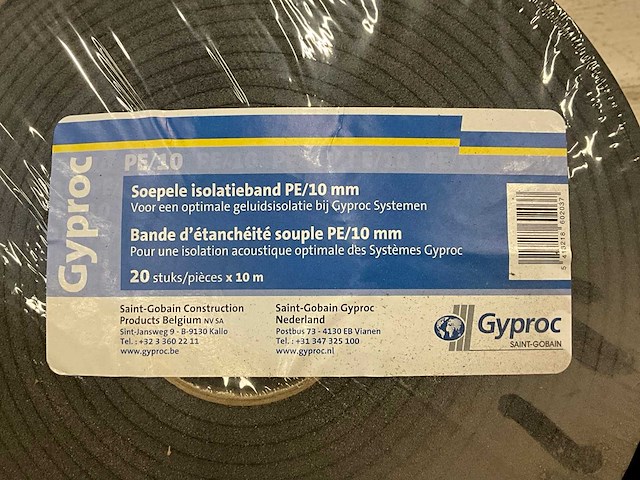 Gyproc
PE/10
Soepele isolatieband PE/10 mm
Voor een optimale geluidsisolatie bij Gyproc Systemen
Bande d'étanchéité souple PE/10 mm
Pour une isolation acoustique optimale des Systèmes Gyproc
20 stuks/pièces x 10 m
5 413218 602037
Saint-Gobain Construction
Products Belgium NV SA
Sint-Jansweg 9 - B-9130 Kallo
Tel. : +32 3 360 22 11
www.gyproc.be
Saint-Gobain Gyproc
Nederland
Postbus 73 - 4130 EB Vianen
Tel. : +31 347 325 100
www.gyproc.nl
Gyproc
SAINT-GOBAIN